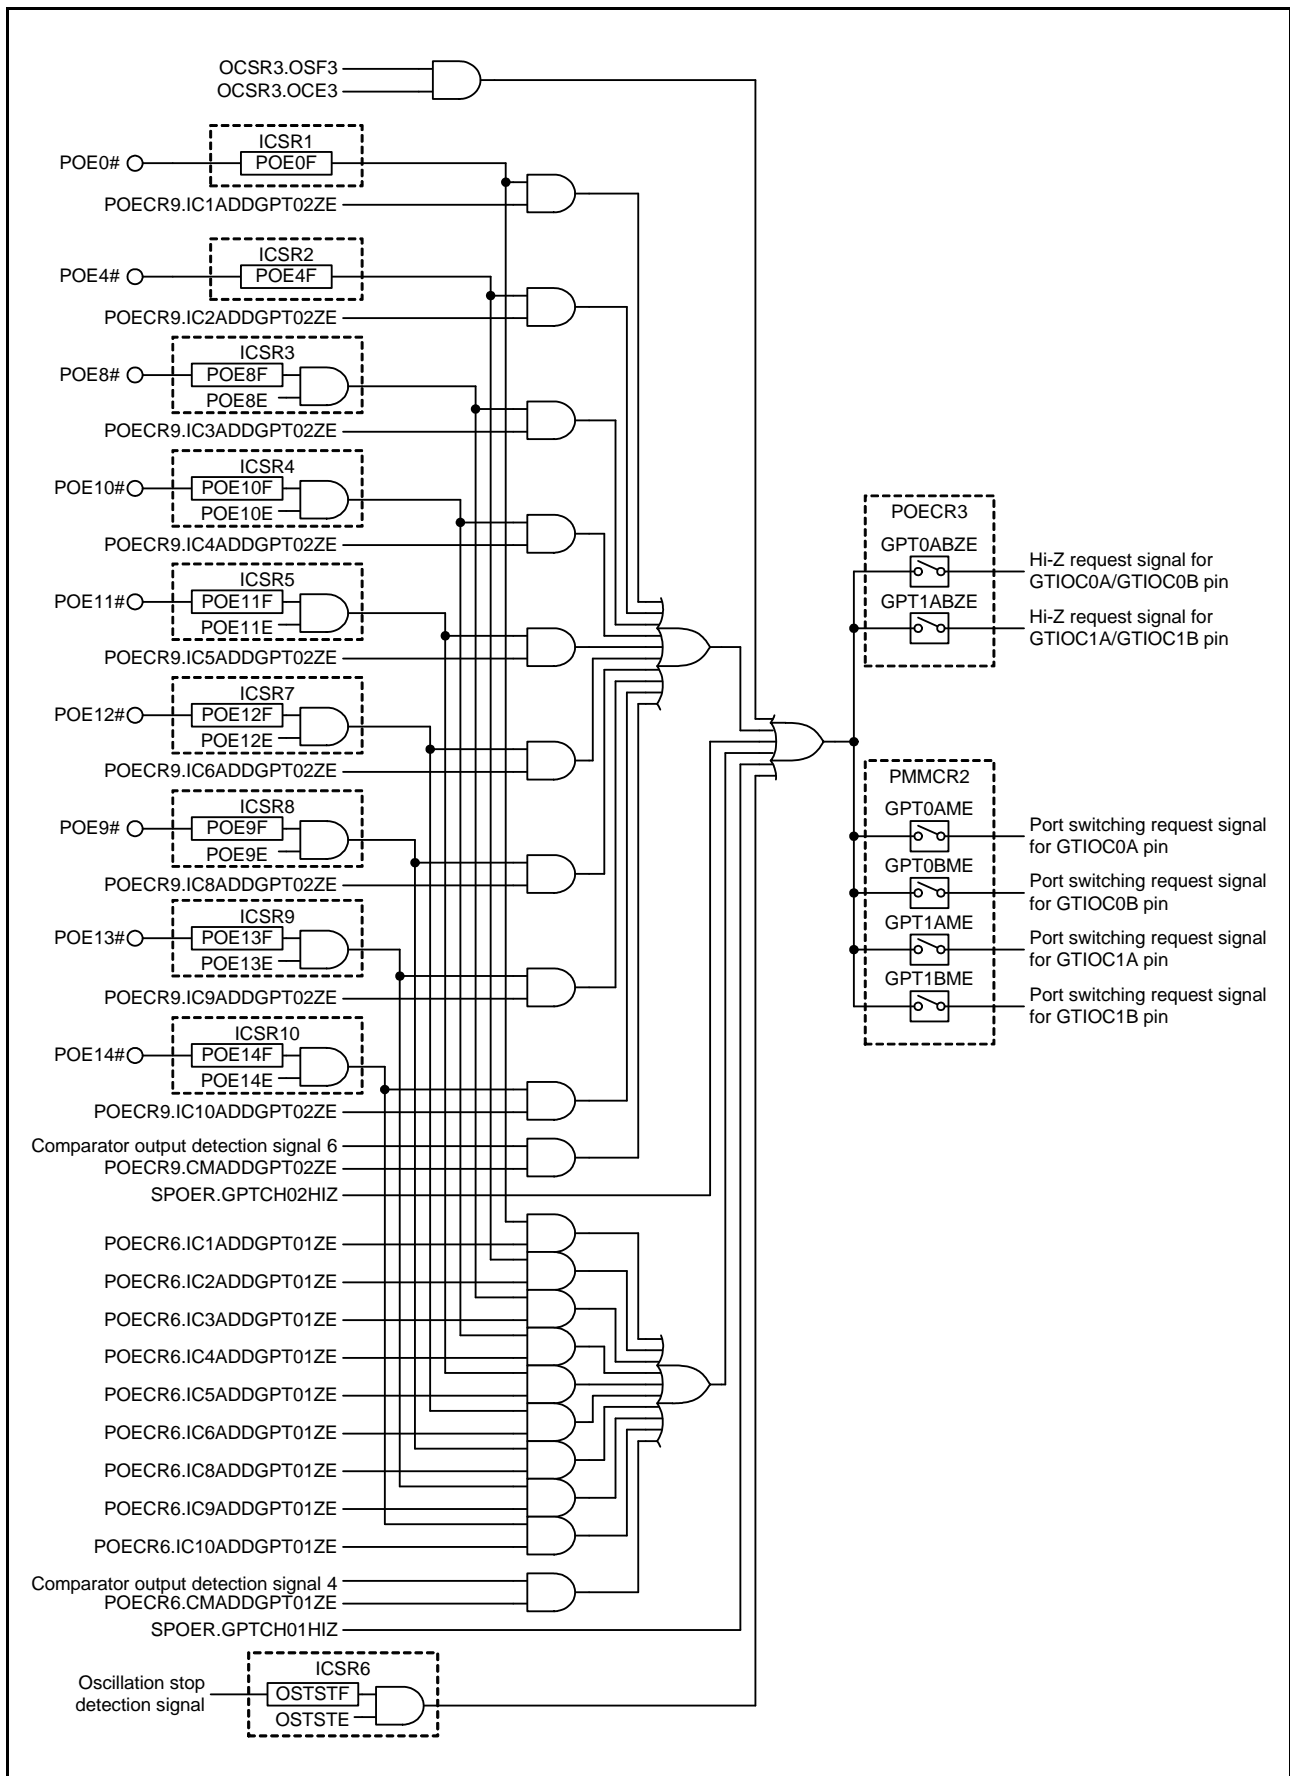 OCSR3.OSF3
OCSR3.OCE3
ICSR1
POE0#
POE0F
POECR9.IC1ADDGPT02ZE
ICSR2
POE4#
POE4F
POECR9.IC2ADDGPT02ZE
ICSR3
POE8#
POE8F
POE8E
POECR9.IC3ADDGPT02ZE
ICSR4
POE10#
POE10F
POE10E
POECR9.IC4ADDGPT02ZE
ICSR5
POE11#
POE11F
POE11E
POECR9.IC5ADDGPT02ZE
ICSR7
POE12#
POE12F
POE12E
POECR9.IC6ADDGPT02ZE
ICSR8
POE9#
POE9F
POE9E
POECR9.IC8ADDGPT02ZE
ICSR9
POE13#
POE13F
POE13E
POECR9.IC9ADDGPT02ZE
ICSR10
POE14#
POE14F
POE14E
POECR9.IC10ADDGPT02ZE
Comparator output detection signal 6
POECR9.CMADDGPT02ZE
SPOER.GPTCH02HIZ
POECR6.IC1ADDGPT01ZE
POECR6.IC2ADDGPT01ZE
POECR6.IC3ADDGPT01ZE
POECR6.IC4ADDGPT01ZE
POECR6.IC5ADDGPT01ZE
POECR6.IC6ADDGPT01ZE
POECR6.IC8ADDGPT01ZE
POECR6.IC9ADDGPT01ZE
POECR6.IC10ADDGPT01ZE
Comparator output detection signal 4
POECR6.CMADDGPT01ZE
SPOER.GPTCH01HIZ
ICSR6
Oscillation stop
detection signal
OSTSTF
OSTSTE
POECR3
GPT0ABZE
Hi-Z request signal for
GTIOC0A/GTIOC0B pin
GPT1ABZE
Hi-Z request signal for
GTIOC1A/GTIOC1B pin
PMMCR2
GPT0AME
Port switching request signal
for GTIOC0A pin
GPT0BME
Port switching request signal
for GTIOC0B pin
GPT1AME
Port switching request signal
for GTIOC1A pin
GPT1BME
Port switching request signal
for GTIOC1B pin